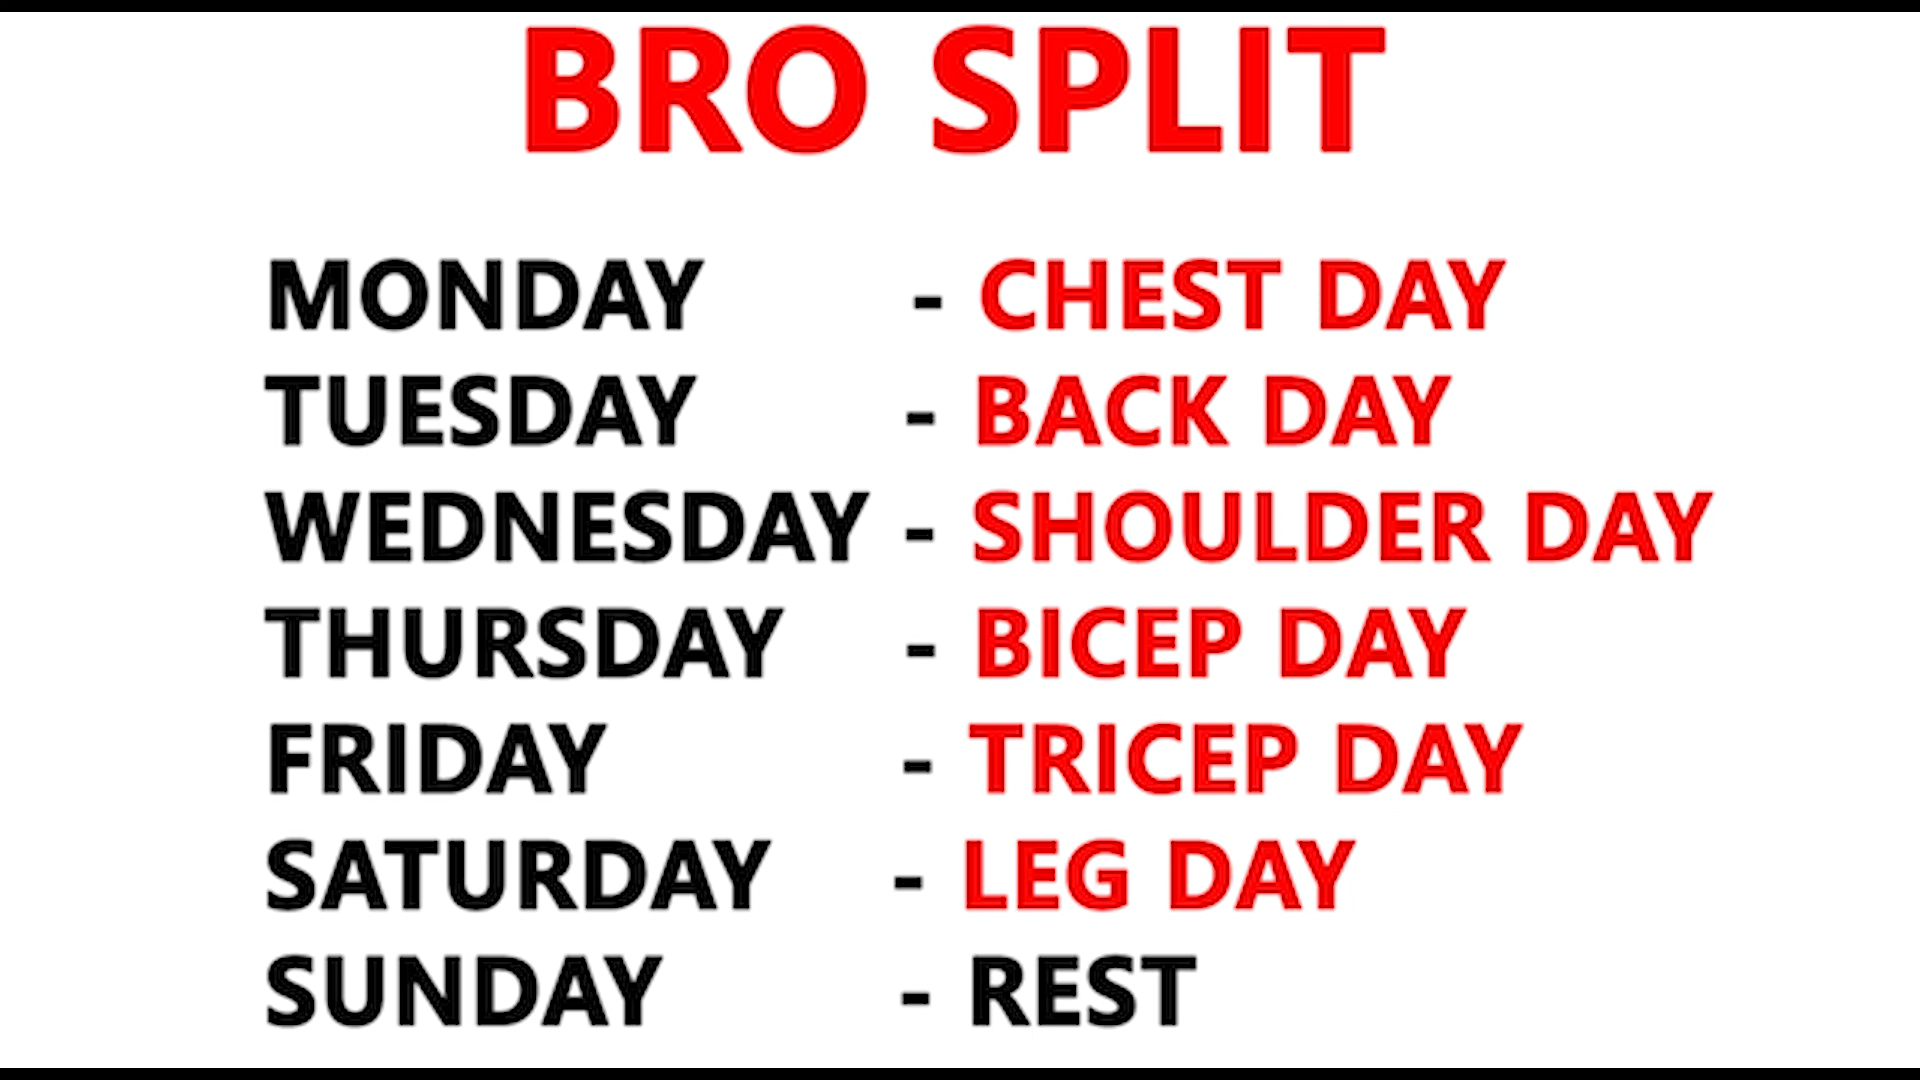 BRO SPLIT
MONDAY - CHEST DAY
TUESDAY - BACK DAY
WEDNESDAY - SHOULDER DAY
THURSDAY - BICEP DAY
FRIDAY - TRICEP DAY
SATURDAY - LEG DAY
SUNDAY - REST